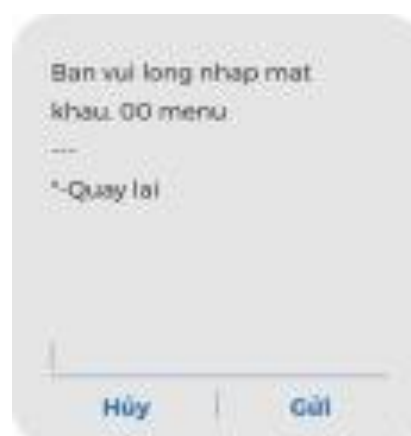 Ban vui long nhap mat
khau. 00 menu
---
*-Quay lai
Hủy
Gửi